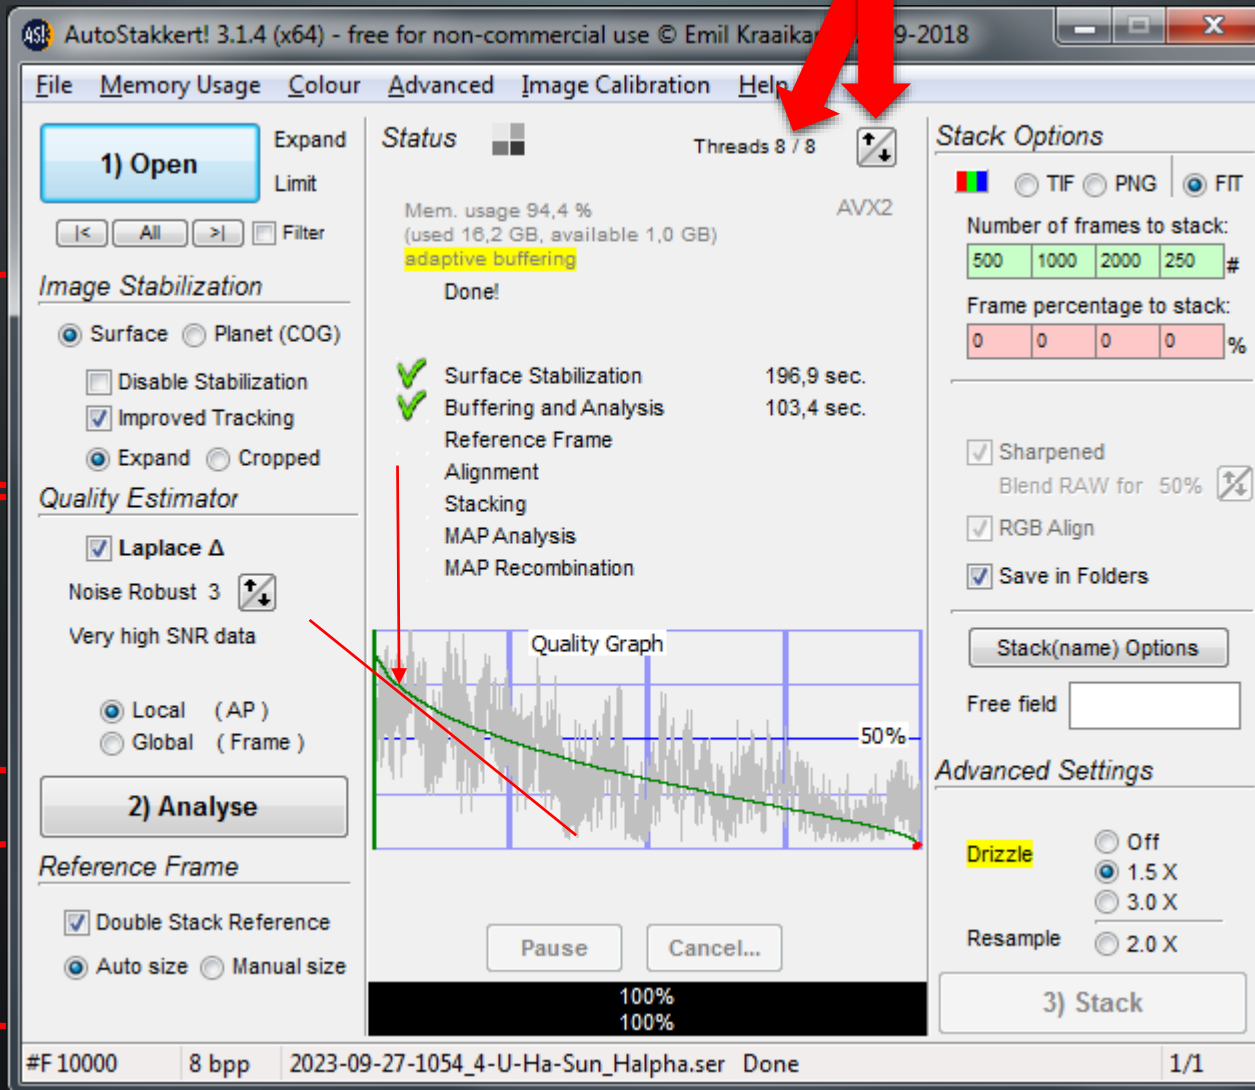 AutoStakkert! 3.1.4 (x64) - free for non-commercial use © Emil 9-2018
File Memory Usage Colour Advanced Image Calibration Help
1) Open
Expand
Limit
|< All >| Filter
Image Stabilization
Surface Planet (COG)
Disable Stabilization
Improved Tracking
Expand Cropped
Quality Estimator
Laplace Δ
Noise Robust 3
Very high SNR data
Local (AP)
Global (Frame)
2) Analyse
Reference Frame
Double Stack Reference
Auto size Manual size
Status
Threads 8 / 8
Mem. usage 94,4 % AVX2
(used 16,2 GB, available 1,0 GB)
adaptive buffering
Done!
Surface Stabilization 196,9 sec.
Buffering and Analysis 103,4 sec.
Reference Frame
Alignment
Stacking
MAP Analysis
MAP Recombination
Quality Graph
50%
Pause Cancel...
100%
100%
Stack Options
TIF PNG FIT
Number of frames to stack:
500 1000 2000 250 #
Frame percentage to stack:
0 0 0 0 %
Sharpened
Blend RAW for 50%
RGB Align
Save in Folders
Stack(name) Options
Free field
Advanced Settings
Drizzle
Off
1.5 X
3.0 X
Resample 2.0 X
3) Stack
#F 10000 8 bpp 2023-09-27-1054_4-U-Ha-Sun_Halpha.ser Done 1/1